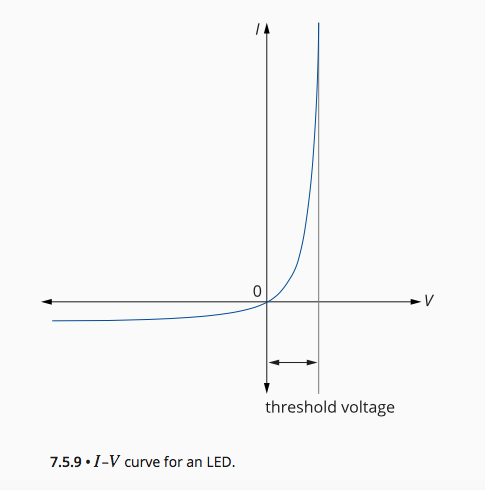 I
0
V
threshold voltage
7.5.9 • I–V curve for an LED.